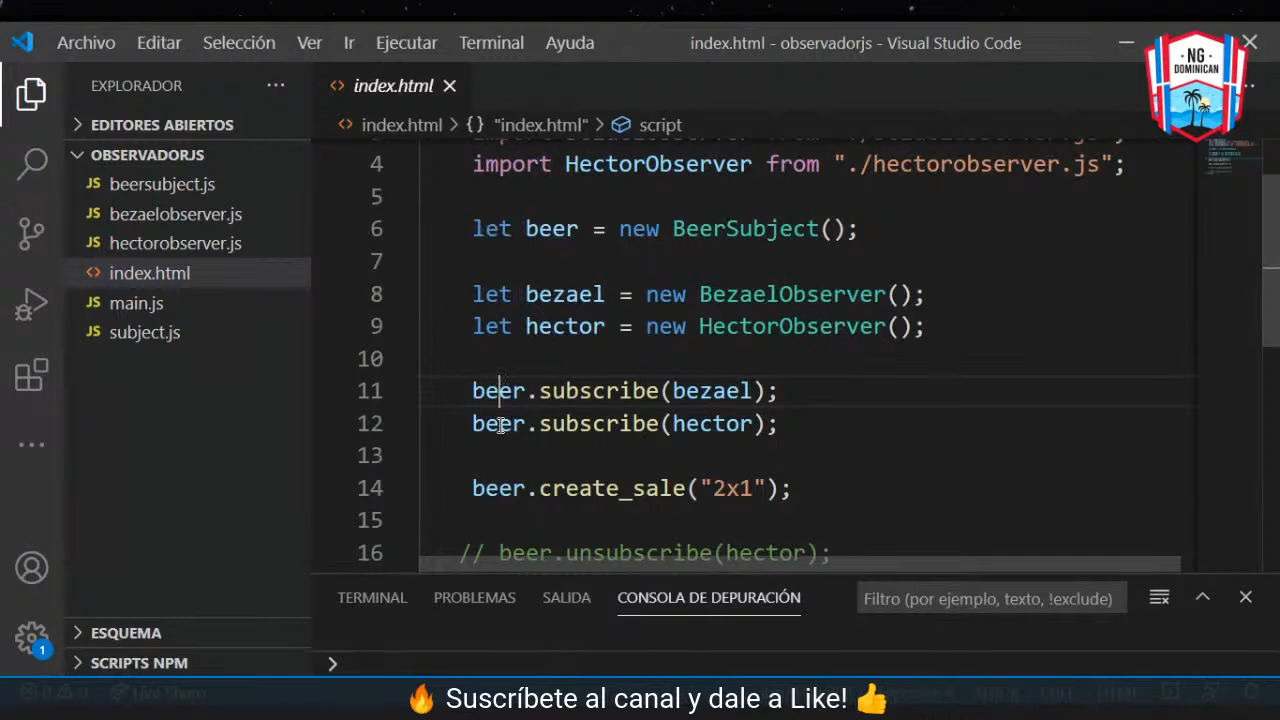 Archivo Editar Selección Ver Ir Ejecutar Terminal Ayuda index.html - observadorjs - Visual Studio Code
NG
DOMINICAN
EXPLORADOR
index.html
EDITORES ABIERTOS
index.html > {} "index.html" > script
OBSERVADORJS
JS beersubject.js
JS bezaelobserver.js
JS hectorobserver.js
<> index.html
JS main.js
JS subject.js
4 import HectorObserver from "./hectorobserver.js";
5
6 let beer = new BeerSubject();
7
8 let bezael = new BezaelObserver();
9 let hector = new HectorObserver();
10
11 beer.subscribe(bezael);
12 beer.subscribe(hector);
13
14 beer.create_sale("2x1");
15
16 // beer.unsubscribe(hector);
TERMINAL PROBLEMAS SALIDA CONSOLA DE DEPURACIÓN Filtro (por ejemplo, texto, !exclude)
ESQUEMA
SCRIPTS NPM
1
🔥 Suscríbete al canal y dale a Like! 👍